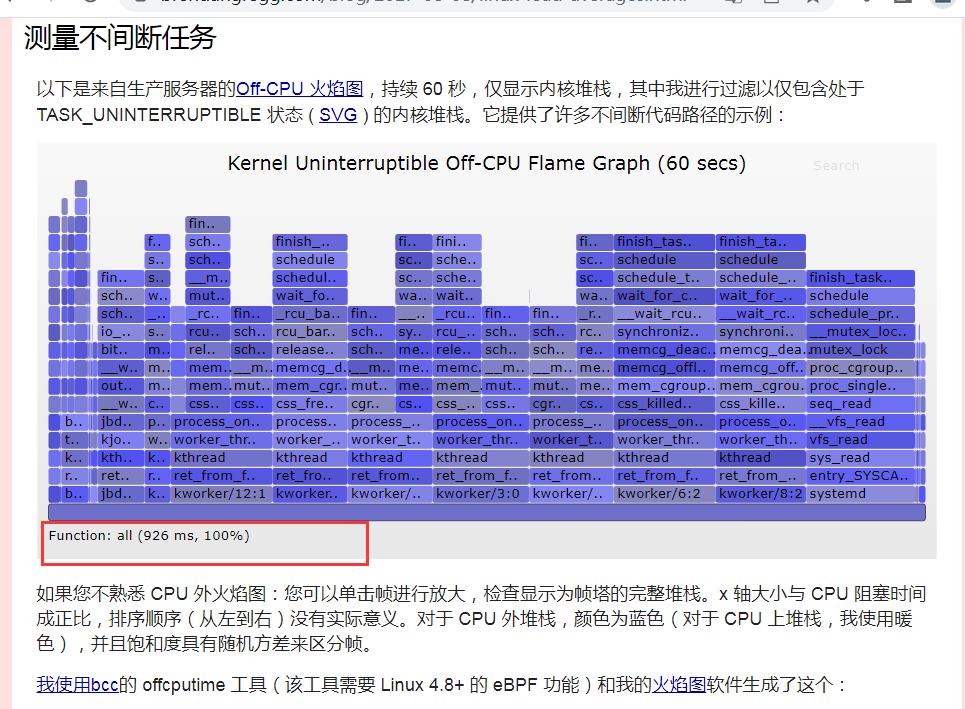 测量不间断任务
以下是来自生产服务器的Off-CPU 火焰图，持续 60 秒，仅显示内核堆栈，其中我进行过滤以仅包含处于
TASK_UNINTERRUPTIBLE 状态（ SVG ）的内核堆栈。它提供了许多不间断代码路径的示例：
Kernel Uninterruptible Off-CPU Flame Graph (60 secs)
Search
fin..
f.. sch.. finish_.. fi.. fini.. fi.. finish_tas.. finish_ta..
s.. sch.. schedule sc.. sche.. sc.. schedule schedule
fin.. s.. __m.. schedul.. sc.. sche.. sc.. schedule_t.. schedule_.. finish_task..
sch.. w.. mut.. wait_fo.. wa.. wait.. wa.. wait_for_c.. wait_for_.. schedule
sch.. _.. _rc.. fin.. _rcu_ba.. fin.. __.. _rcu.. fin.. fin.. _r.. __wait_rcu.. __wait_rc.. schedule_pr..
io_.. s.. rcu.. sch.. rcu_bar.. sch.. sy.. rcu_.. sch.. sch.. rc.. synchroniz.. synchroni.. __mutex_loc..
bit.. m.. rel.. sch.. release.. sch.. me.. rele.. sch.. sch.. re.. memcg_deac.. memcg_dea.. mutex_lock
__w.. m.. mem.. __m.. memcg_d.. __m.. me.. memc.. __m.. __m.. me.. memcg_offl.. memcg_off.. proc_cgroup..
out.. m.. mem.. mut.. mem_cgr.. mut.. me.. mem_.. mut.. mut.. me.. mem_cgroup.. mem_cgrou.. proc_single..
__w.. c.. css.. css.. css_fre.. cgr.. cs.. css_.. css.. cgr.. cs.. css_killed.. css_kille.. seq_read
b.. jbd.. p.. process_on.. process.. process_.. process_on.. process_.. process_on.. process_o.. __vfs_read
t.. kjo.. w.. worker_thr.. worker_.. worker_t.. worker_thr.. worker_t.. worker_thr.. worker_th.. vfs_read
k.. kth.. k.. kthread kthread kthread kthread kthread kthread kthread sys_read
r.. ret.. r.. ret_from_f.. ret_fro.. ret_from.. ret_from_f.. ret_from.. ret_from_f.. ret_from_.. entry_SYSCA..
b.. jbd.. k.. kworker/12:1 kworker.. kworker/.. kworker/3:0 kworker/.. kworker/6:2 kworker/8:2 systemd
Function: all (926 ms, 100%)
如果您不熟悉 CPU 外火焰图：您可以单击帧进行放大，检查显示为帧塔的完整堆栈。x 轴大小与 CPU 阻塞时间
成正比，排序顺序（从左到右）没有实际意义。对于 CPU 外堆栈，颜色为蓝色（对于 CPU 上堆栈，我使用暖
色），并且饱和度具有随机方差来区分帧。
我使用bcc的 offcputime 工具（该工具需要 Linux 4.8+ 的 eBPF 功能）和我的火焰图软件生成了这个：